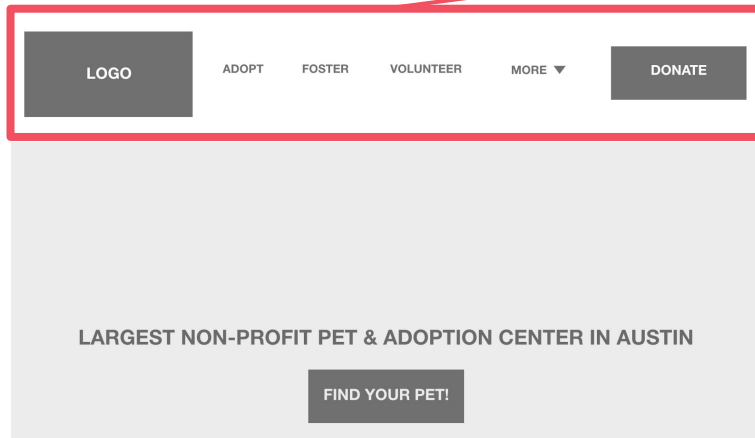 LOGO
ADOPT FOSTER VOLUNTEER MORE DONATE
LARGEST NON-PROFIT PET & ADOPTION CENTER IN AUSTIN
FIND YOUR PET!